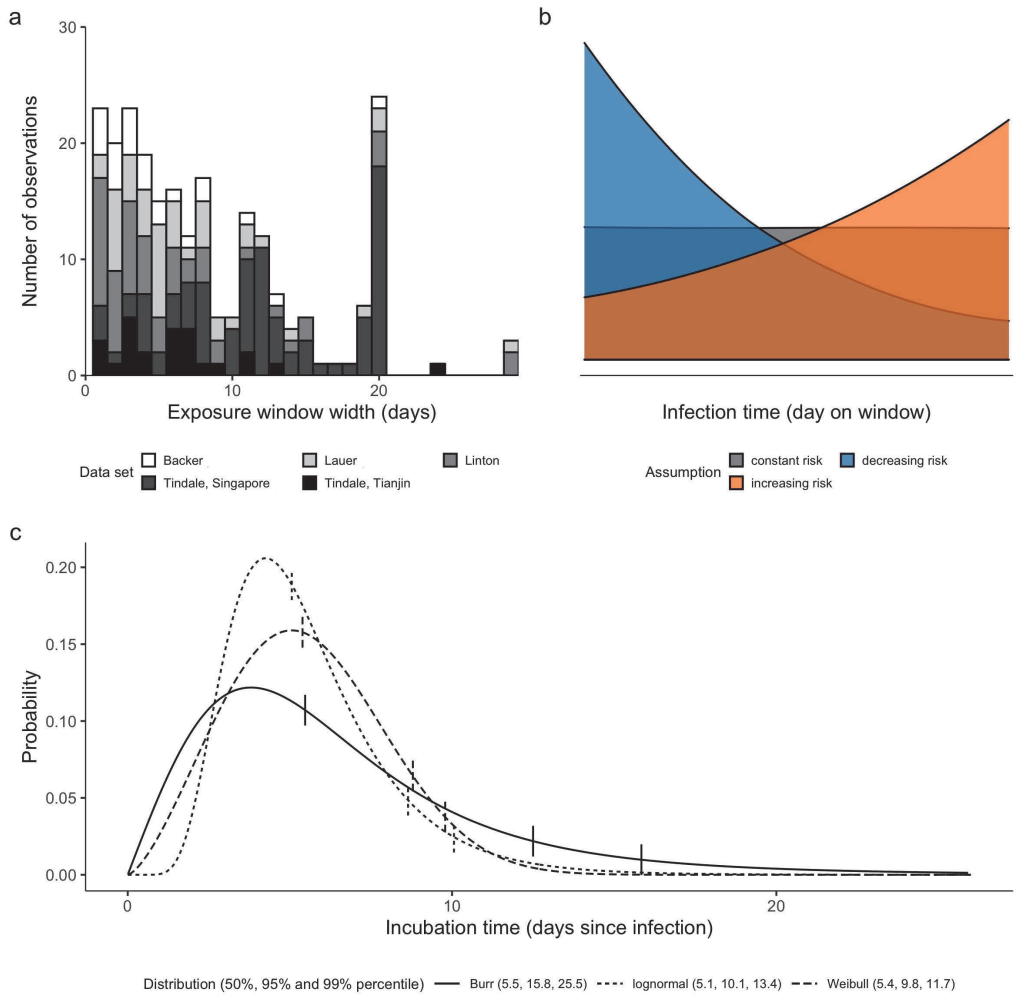 a
b
30
20
10
0
Number of observations
0
10
20
Exposure window width (days)
Infection time (day on window)
Data set
Backer
Lauer
Linton
Tindale, Singapore
Tindale, Tianjin
Assumption
constant risk
decreasing risk
increasing risk
c
0.20
0.15
0.10
0.05
0.00
Probability
0
10
20
Incubation time (days since infection)
Distribution (50%, 95% and 99% percentile)
Burr (5.5, 15.8, 25.5)
lognormal (5.1, 10.1, 13.4)
Weibull (5.4, 9.8, 11.7)